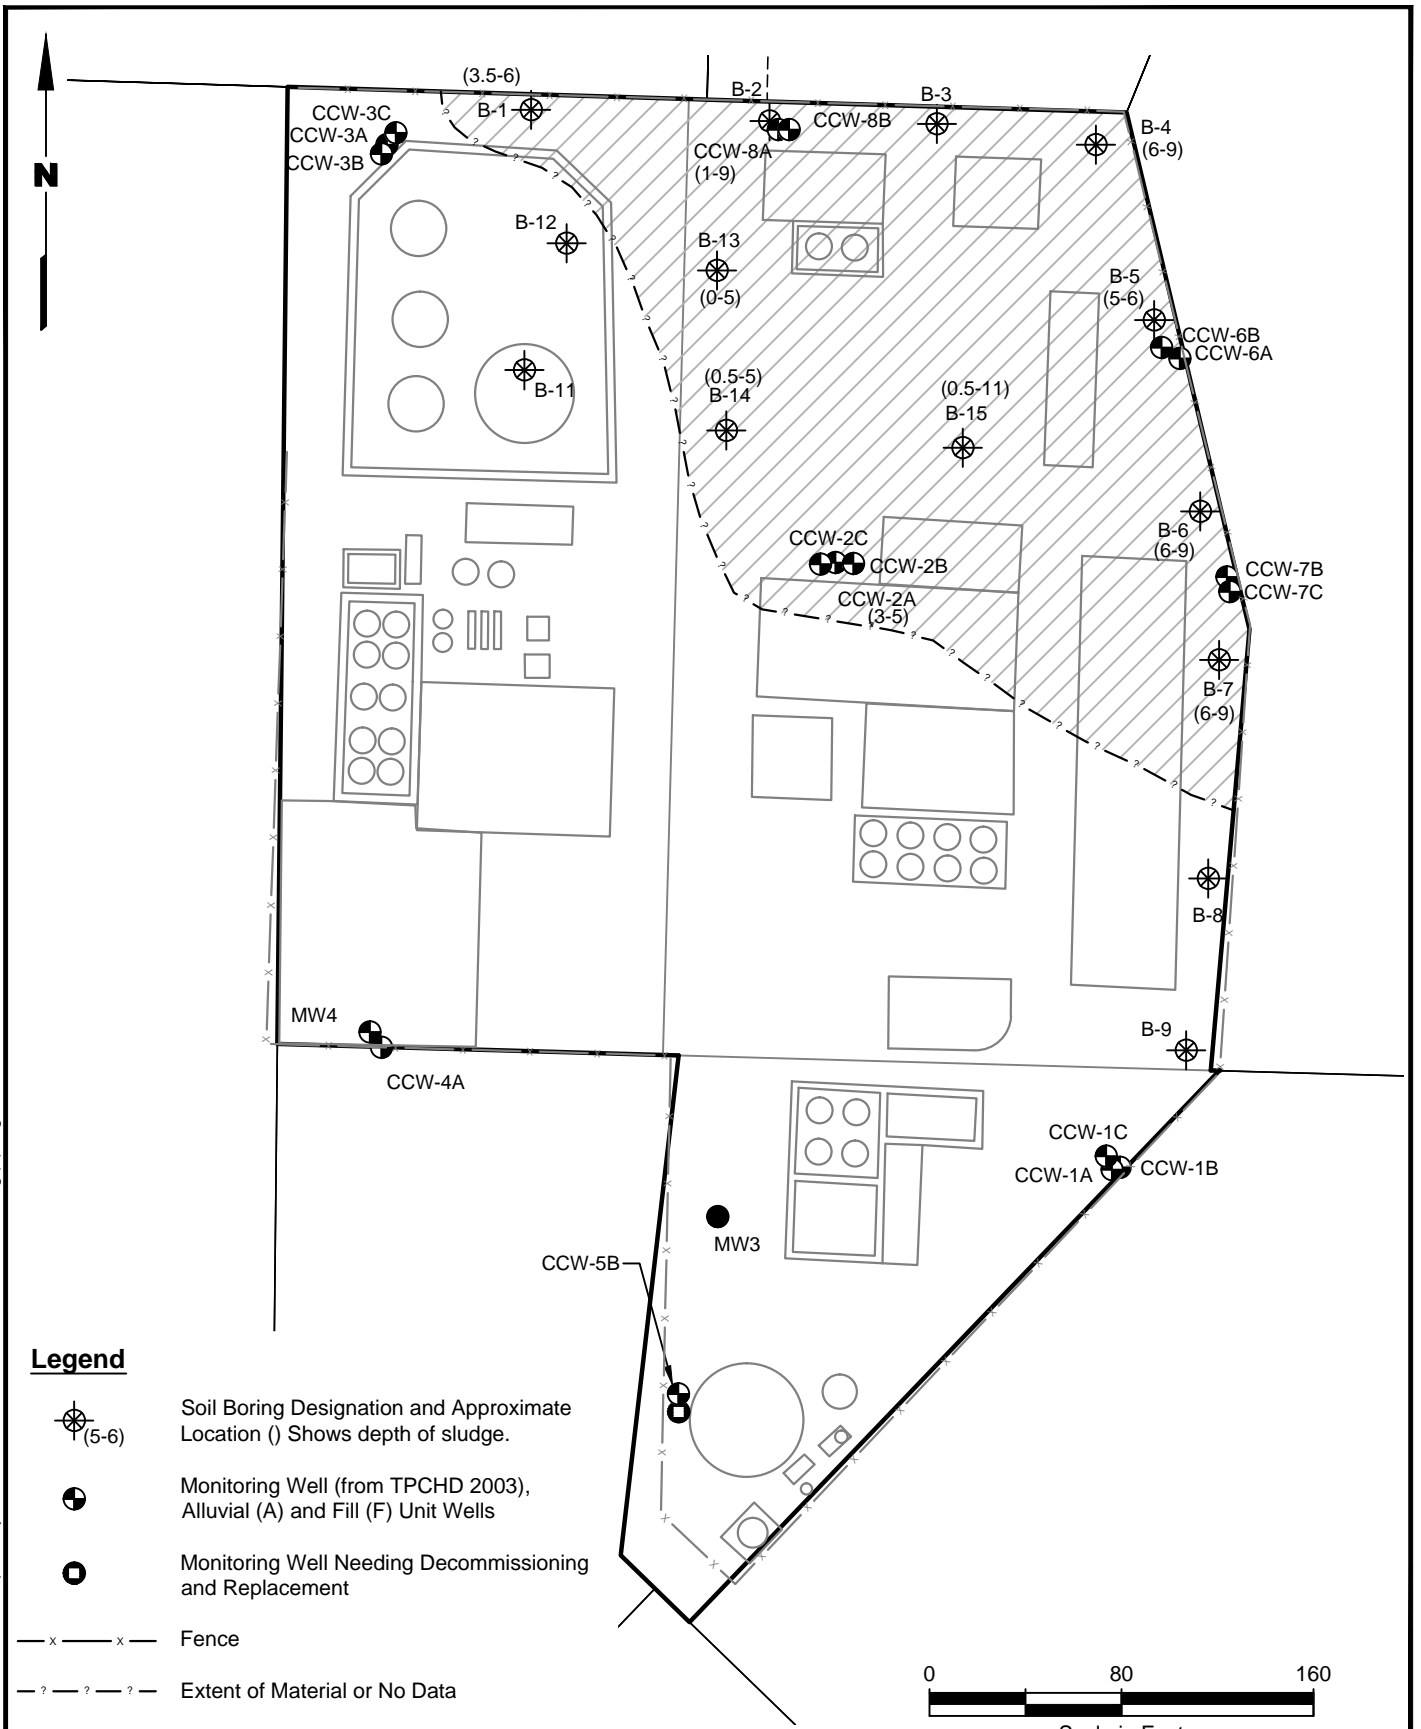 (3.5-6)
B-1
B-2
B-3
B-4
(6-9)
CCW-3C
CCW-3A
CCW-3B
CCW-8B
CCW-8A
(1-9)
N
B-12
B-13
(0-5)
B-5
(5-6)
CCW-6B
CCW-6A
B-11
(0.5-5)
B-14
(0.5-11)
B-15
B-6
(6-9)
CCW-2C
CCW-2B
CCW-2A
(3-5)
CCW-7B
CCW-7C
B-7
(6-9)
B-8
B-9
MW4
CCW-4A
CCW-1C
CCW-1A
CCW-1B
MW3
CCW-5B
Legend
(5-6)
Soil Boring Designation and Approximate
Location () Shows depth of sludge.
Monitoring Well (from TPCHD 2003),
Alluvial (A) and Fill (F) Unit Wells
Monitoring Well Needing Decommissioning
and Replacement
x x Fence
? ? ? Extent of Material or No Data
0 80 160